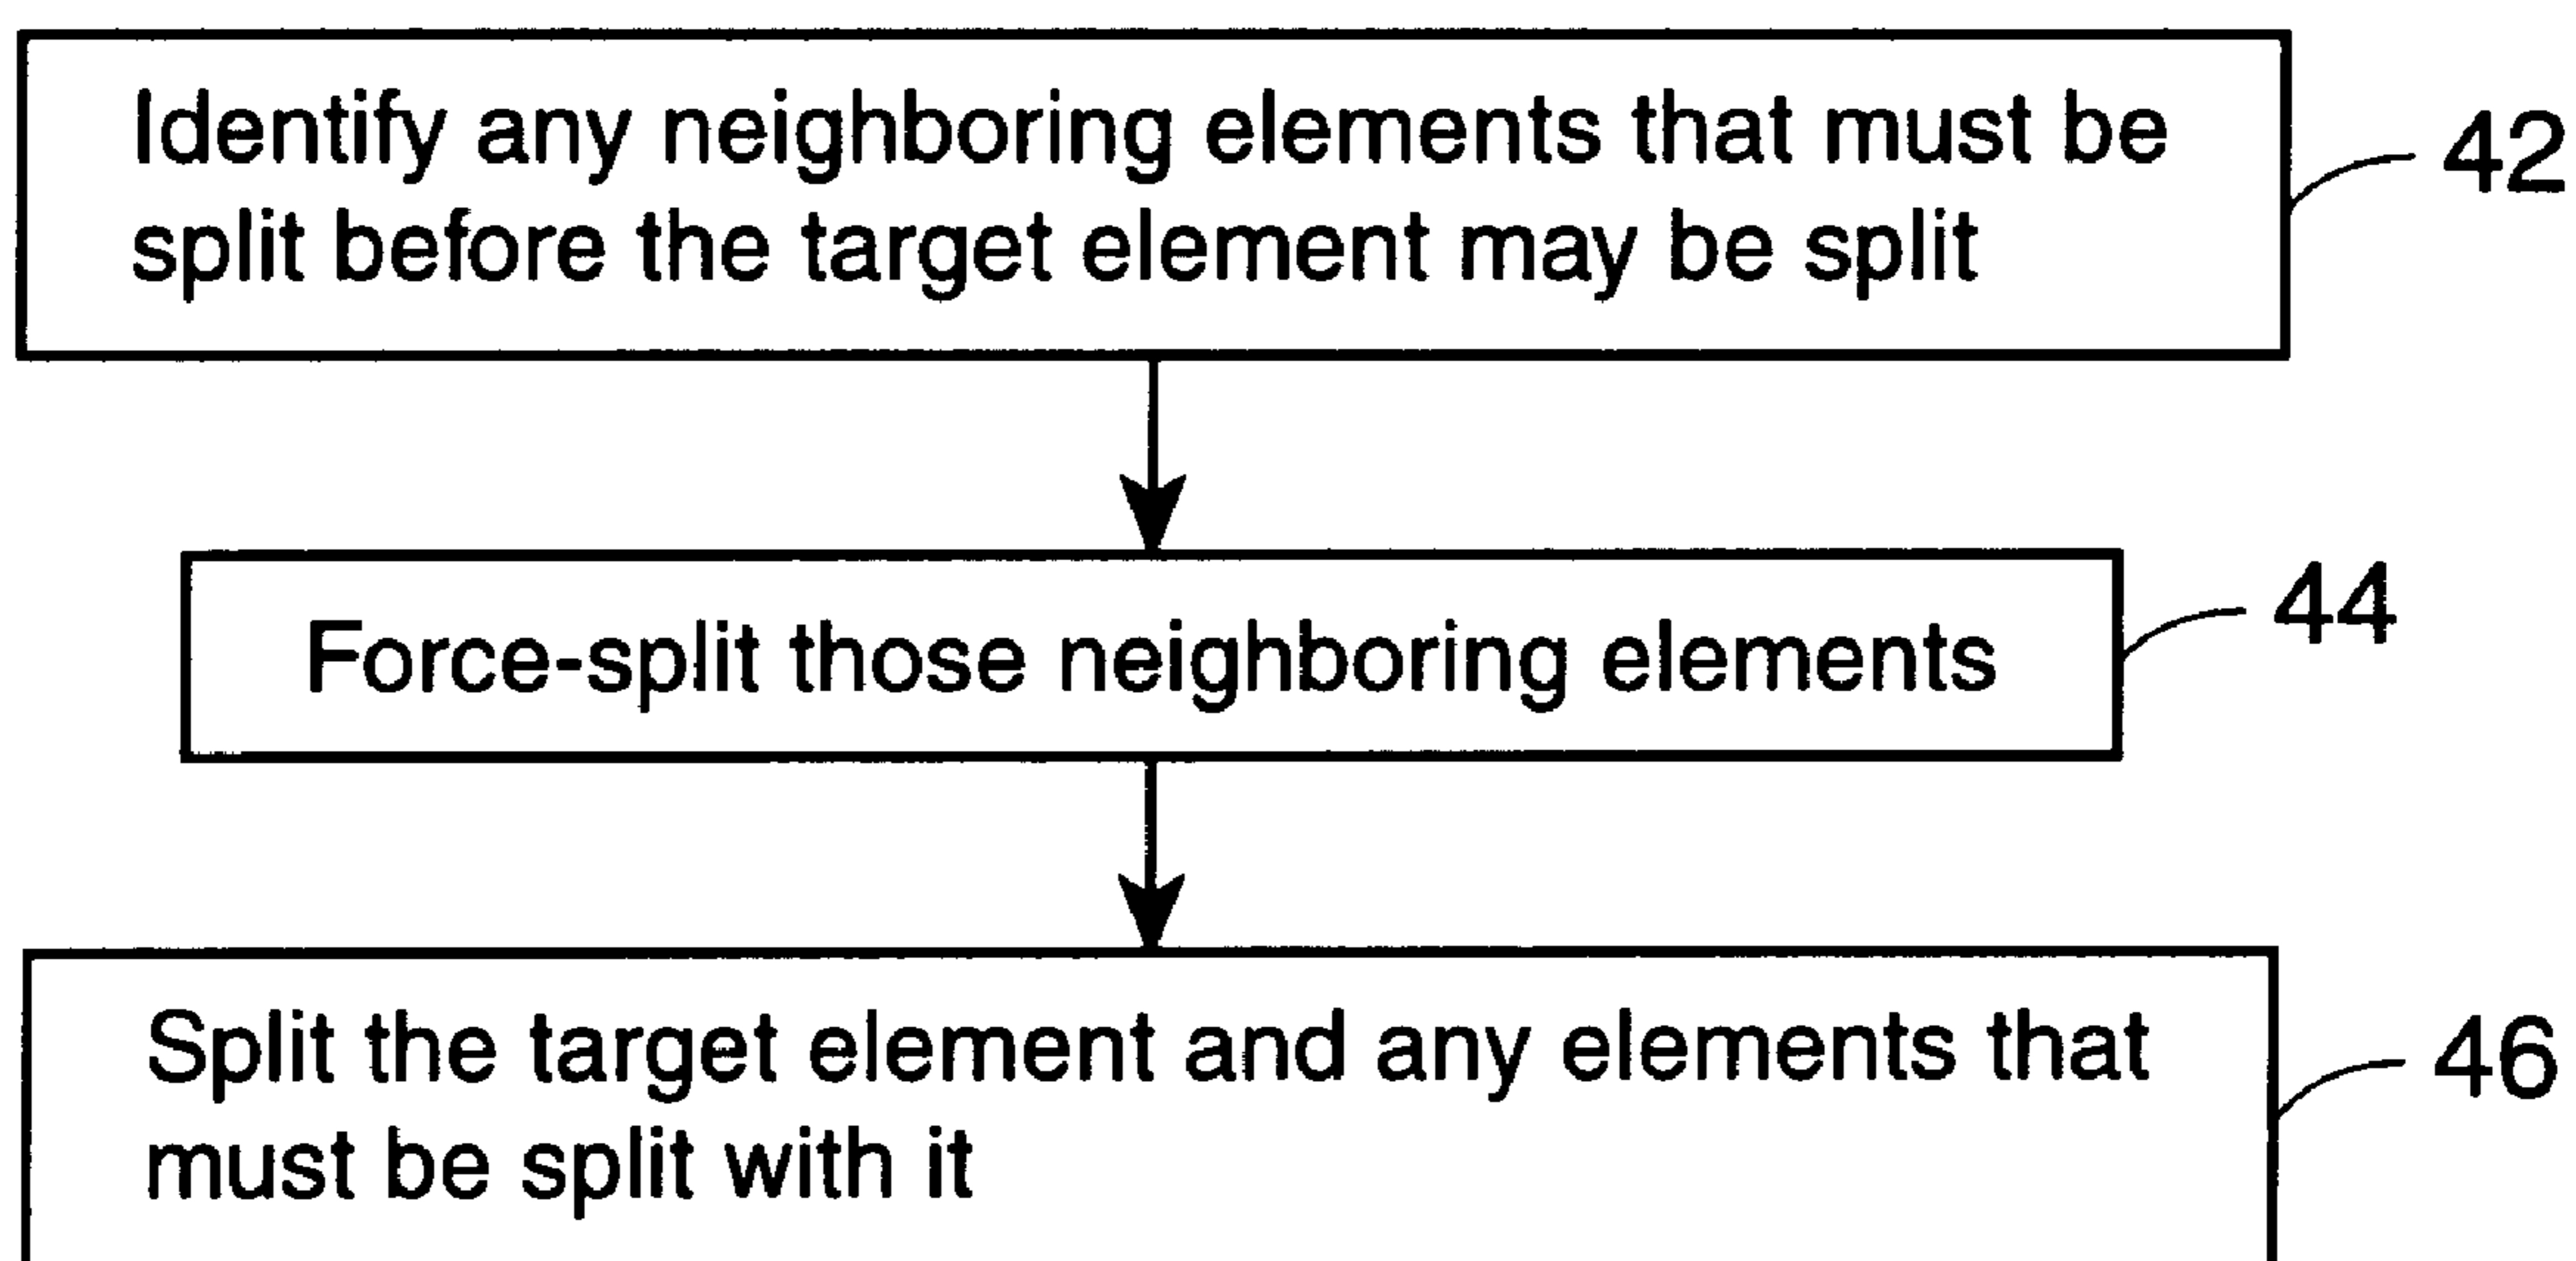 Identify any neighboring elements that must be
split before the target element may be split
42
Force-split those neighboring elements
44
Split the target element and any elements that
must be split with it
46